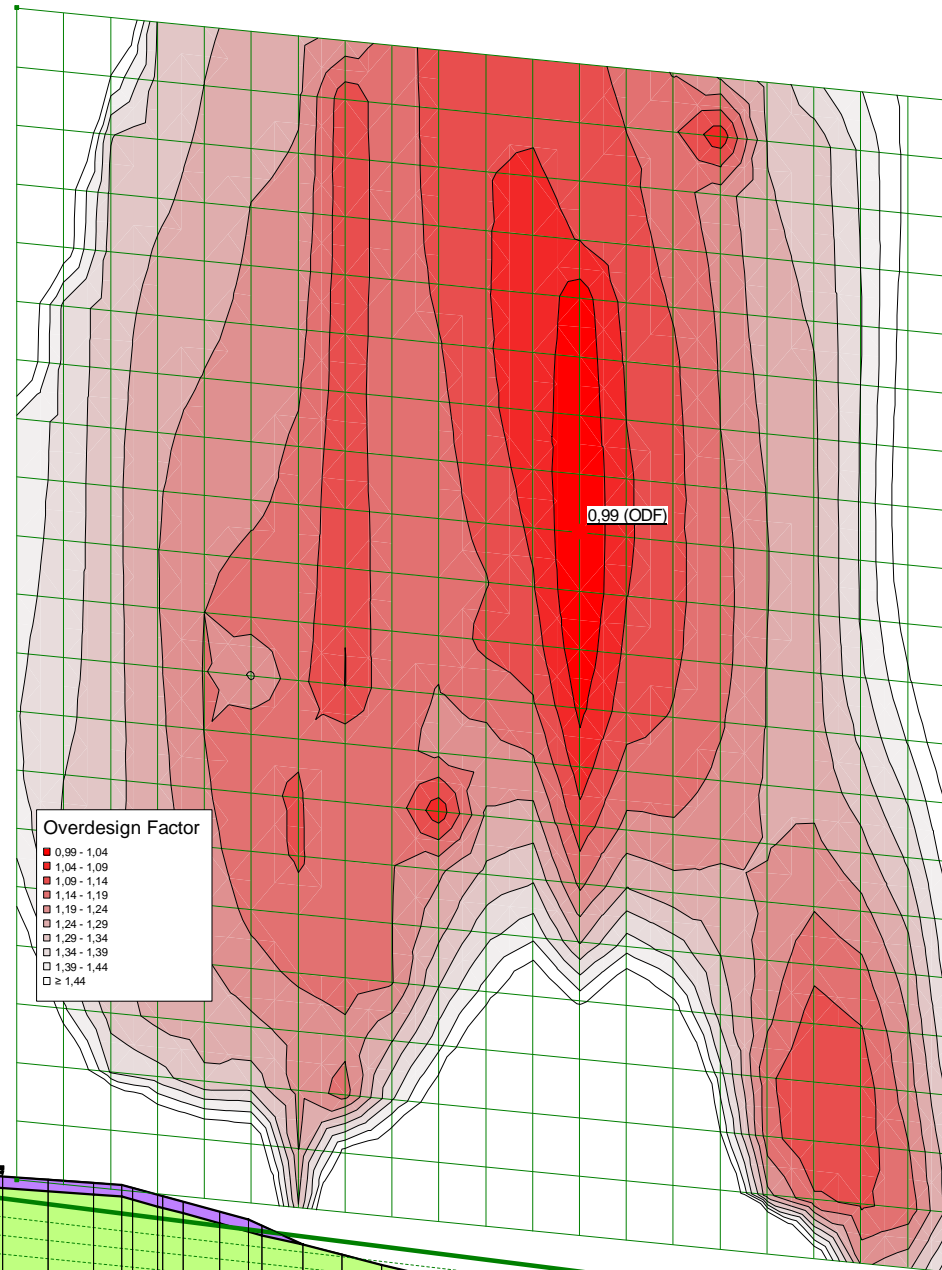 0,99 (ODF)
Overdesign Factor
0,99 - 1,04
1,04 - 1,09
1,09 - 1,14
1,14 - 1,19
1,19 - 1,24
1,24 - 1,29
1,29 - 1,34
1,34 - 1,39
1,39 - 1,44
≥ 1,44